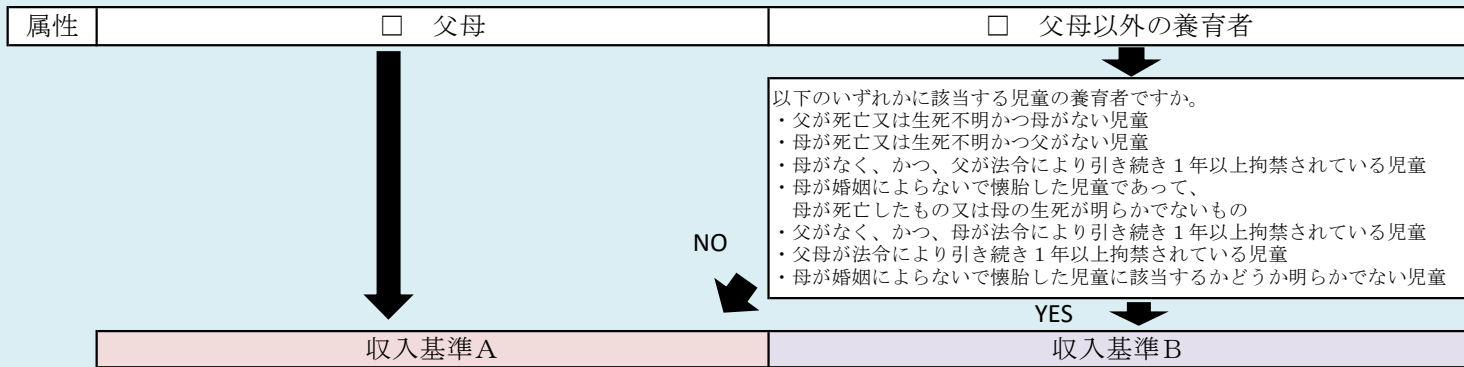 属性
□ 父母
□ 父母以外の養育者
以下のいずれかに該当する児童の養育者ですか。
・父が死亡又は生死不明かつ母がない児童
・母が死亡又は生死不明かつ父がない児童
・母がなく、かつ、父が法令により引き続き１年以上拘禁されている児童
・母が婚姻によらないで懐胎した児童であって、
母が死亡したもの又は母の生死が明らかでないもの
・父がなく、かつ、母が法令により引き続き１年以上拘禁されている児童
・父母が法令により引き続き１年以上拘禁されている児童
・母が婚姻によらないで懐胎した児童に該当するかどうか明らかでない児童
NO
YES
収入基準Ａ
収入基準Ｂ